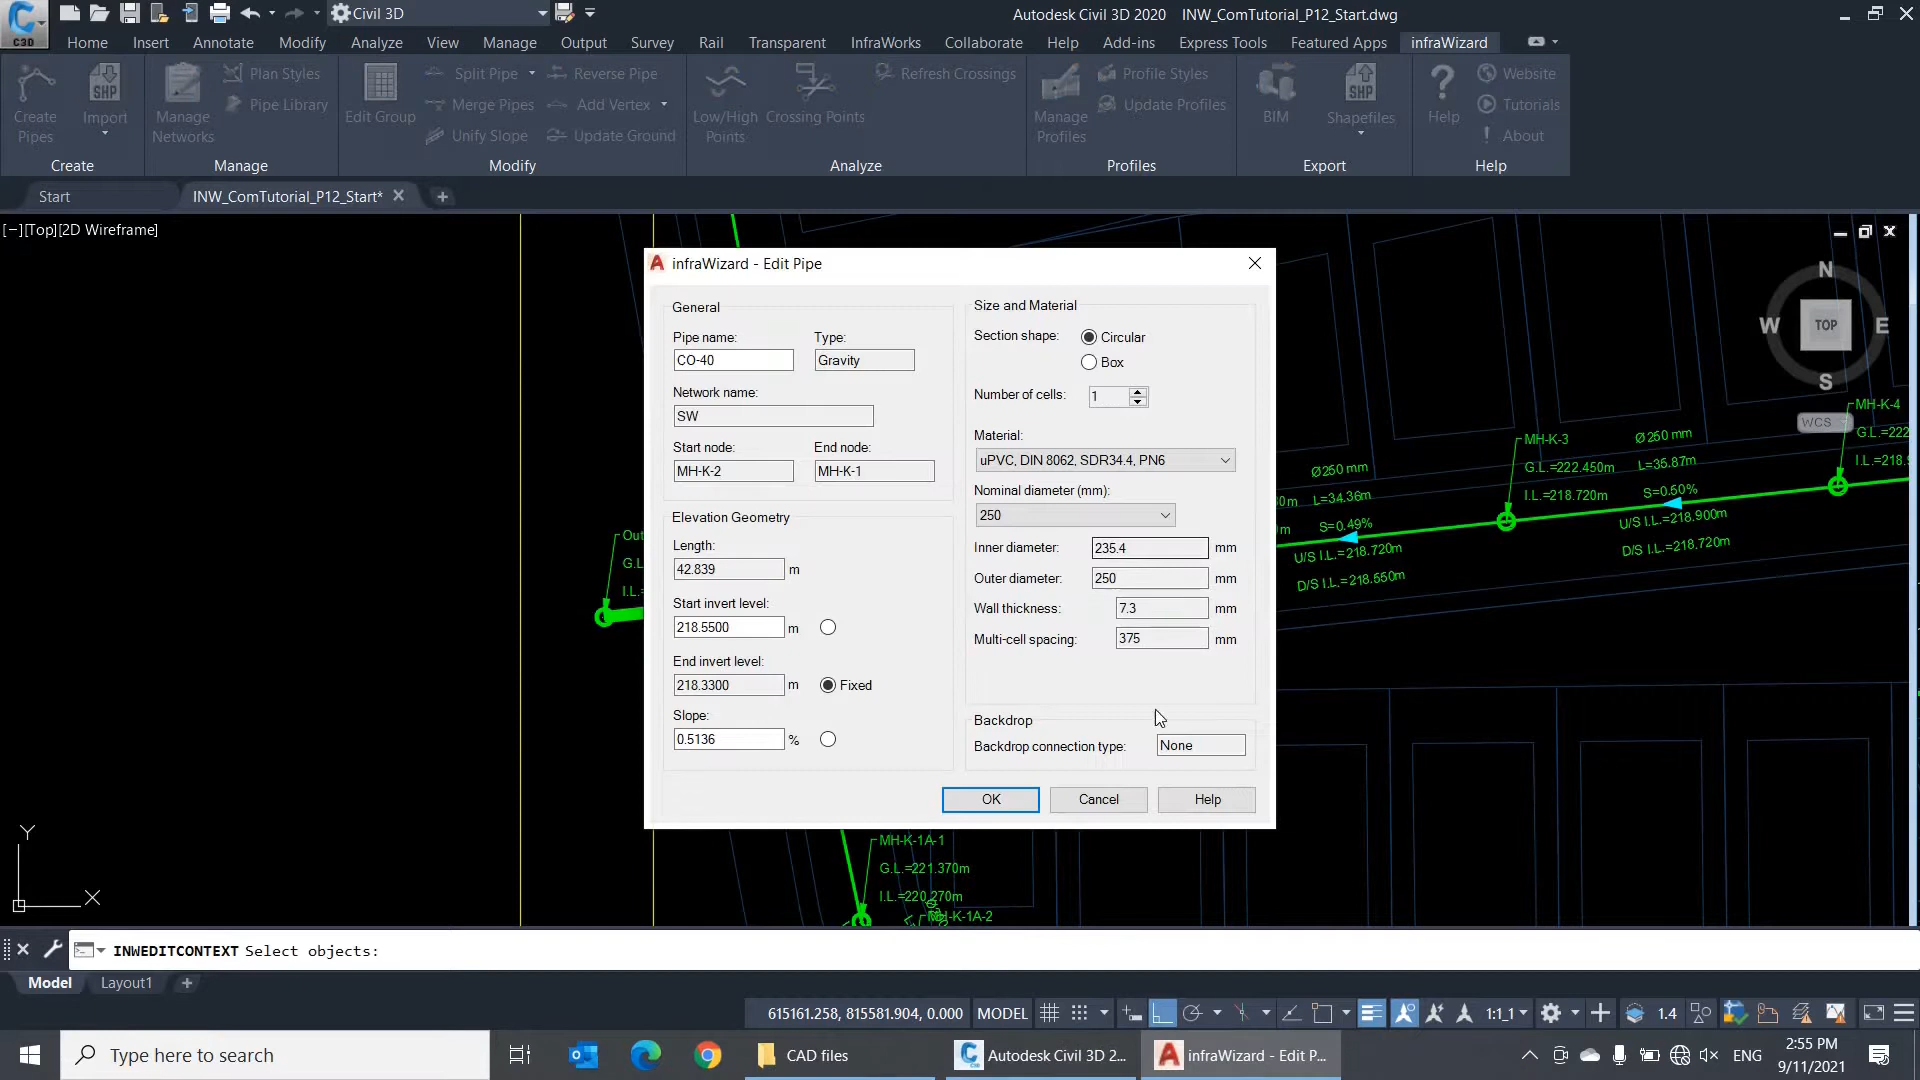 Civil 3D
Autodesk Civil 3D 2020 INW_ComTutorial_P12_Start.dwg
C3D
Home Insert Annotate Modify Analyze View Manage Output Survey Rail Transparent InfraWorks Collaborate Help Add-ins Express Tools Featured Apps infraWizard
Create Pipes
Import
Manage Networks
Plan Styles
Pipe Library
Edit Group
Split Pipe
Merge Pipes
Unify Slope
Reverse Pipe
Add Vertex
Update Ground
Low/High Points
Crossing Points
Refresh Crossings
Manage Profiles
Profile Styles
Update Profiles
BIM
SHP
Shapefiles
Help
Website
Tutorials
About
Create Manage Modify Analyze Profiles Export Help
Start INW_ComTutorial_P12_Start*
[−][Top][2D Wireframe]
infraWizard - Edit Pipe
General
Pipe name: Type:
CO-40 Gravity
Network name:
SW
Start node: End node:
MH-K-2 MH-K-1
Elevation Geometry
Length:
42.839 m
Start invert level:
218.5500 m
End invert level:
218.3300 m Fixed
Slope:
0.5136 %
Size and Material
Section shape: Circular
Box
Number of cells: 1
Material:
uPVC, DIN 8062, SDR34.4, PN6
Nominal diameter (mm):
250
Inner diameter: 235.4 mm
Outer diameter: 250 mm
Wall thickness: 7.3 mm
Multi-cell spacing: 375 mm
Backdrop
Backdrop connection type: None
OK Cancel Help
N
W TOP E
S
WCS
Out
G.L
I.L.=
Ø250 mm
L=34.36m
S=0.49%
U/S I.L.=218.720m
D/S I.L.=218.550m
MH-K-3
G.L.=222.450m
I.L.=218.720m
Ø250 mm
L=35.87m
S=0.50%
U/S I.L.=218.900m
D/S I.L.=218.720m
MH-K-4
G.L.=222
I.L.=218.9
MH-K-1A-1
G.L.=221.370m
I.L.=220.270m
MH-K-1A-2
Y
X
INWEDITCONTEXT Select objects:
Model Layout1
615161.258, 815581.904, 0.000 MODEL 1:1_1 1.4
Type here to search
CAD files
Autodesk Civil 3D 2...
infraWizard - Edit P...
ENG
2:55 PM
9/11/2021